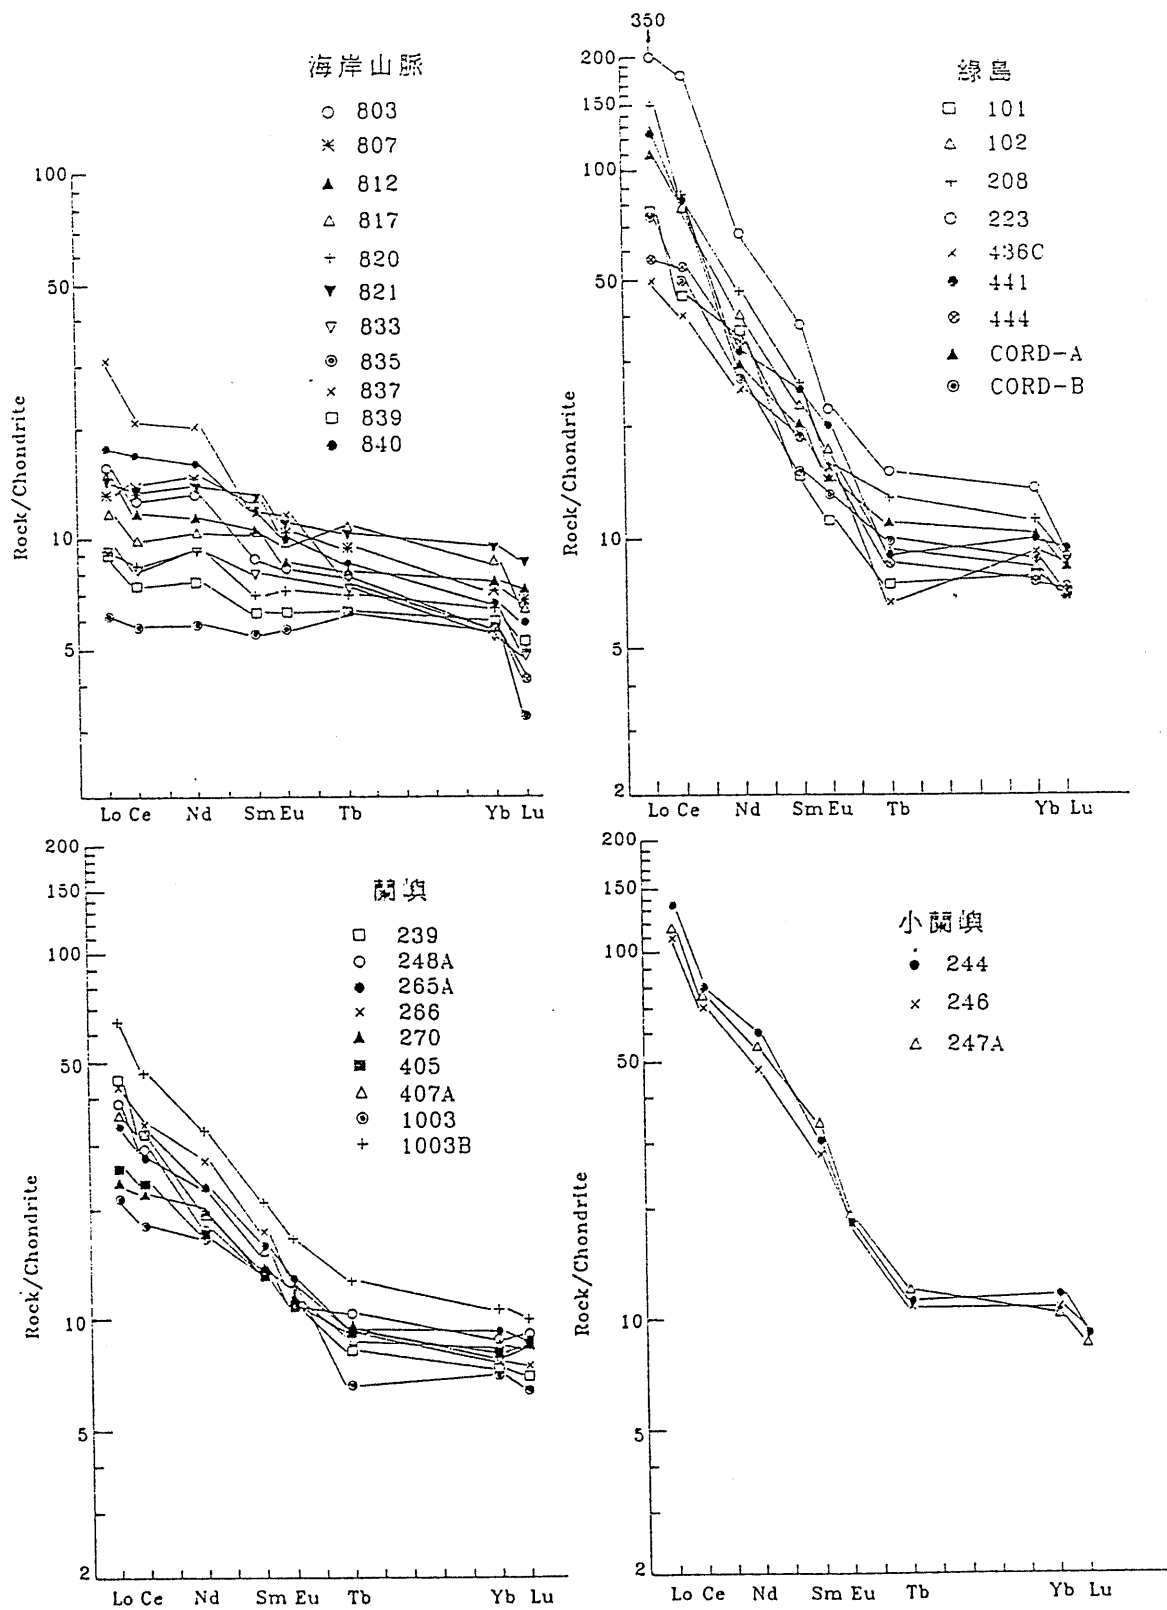 海岸山脈
803
807
812
817
820
821
833
835
837
839
840
100
50
10
5
Rock/Chondrite
Lo Ce Nd Sm Eu Tb Yb Lu
350
綠島
101
102
208
223
436C
441
444
CORD-A
CORD-B
200
150
100
50
10
5
2
Rock/Chondrite
Lo Ce Nd Sm Eu Tb Yb Lu
蘭嶼
239
248A
265A
266
270
405
407A
1003
1003B
200
150
100
50
10
5
2
Rock/Chondrite
Lo Ce Nd Sm Eu Tb Yb Lu
小蘭嶼
244
246
247A
200
150
100
50
10
5
2
Rock/Chondrite
Lo Ce Nd Sm Eu Tb Yb Lu